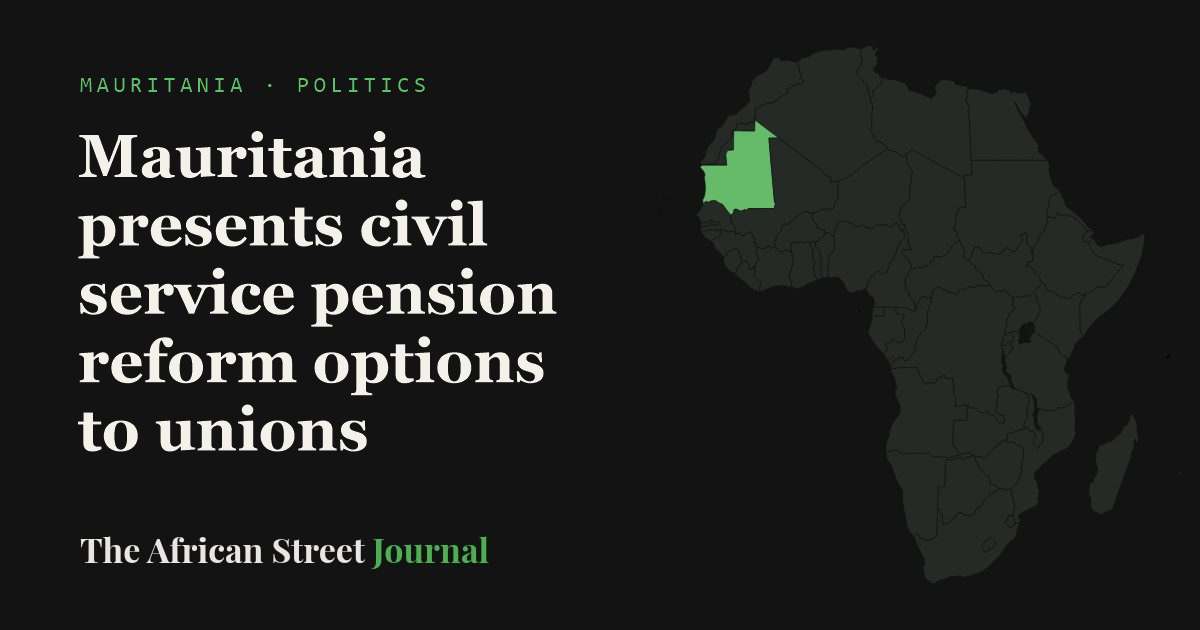 MAURITANIA · POLITICS
Mauritania
presents civil
service pension
reform options
to unions
The African Street Journal